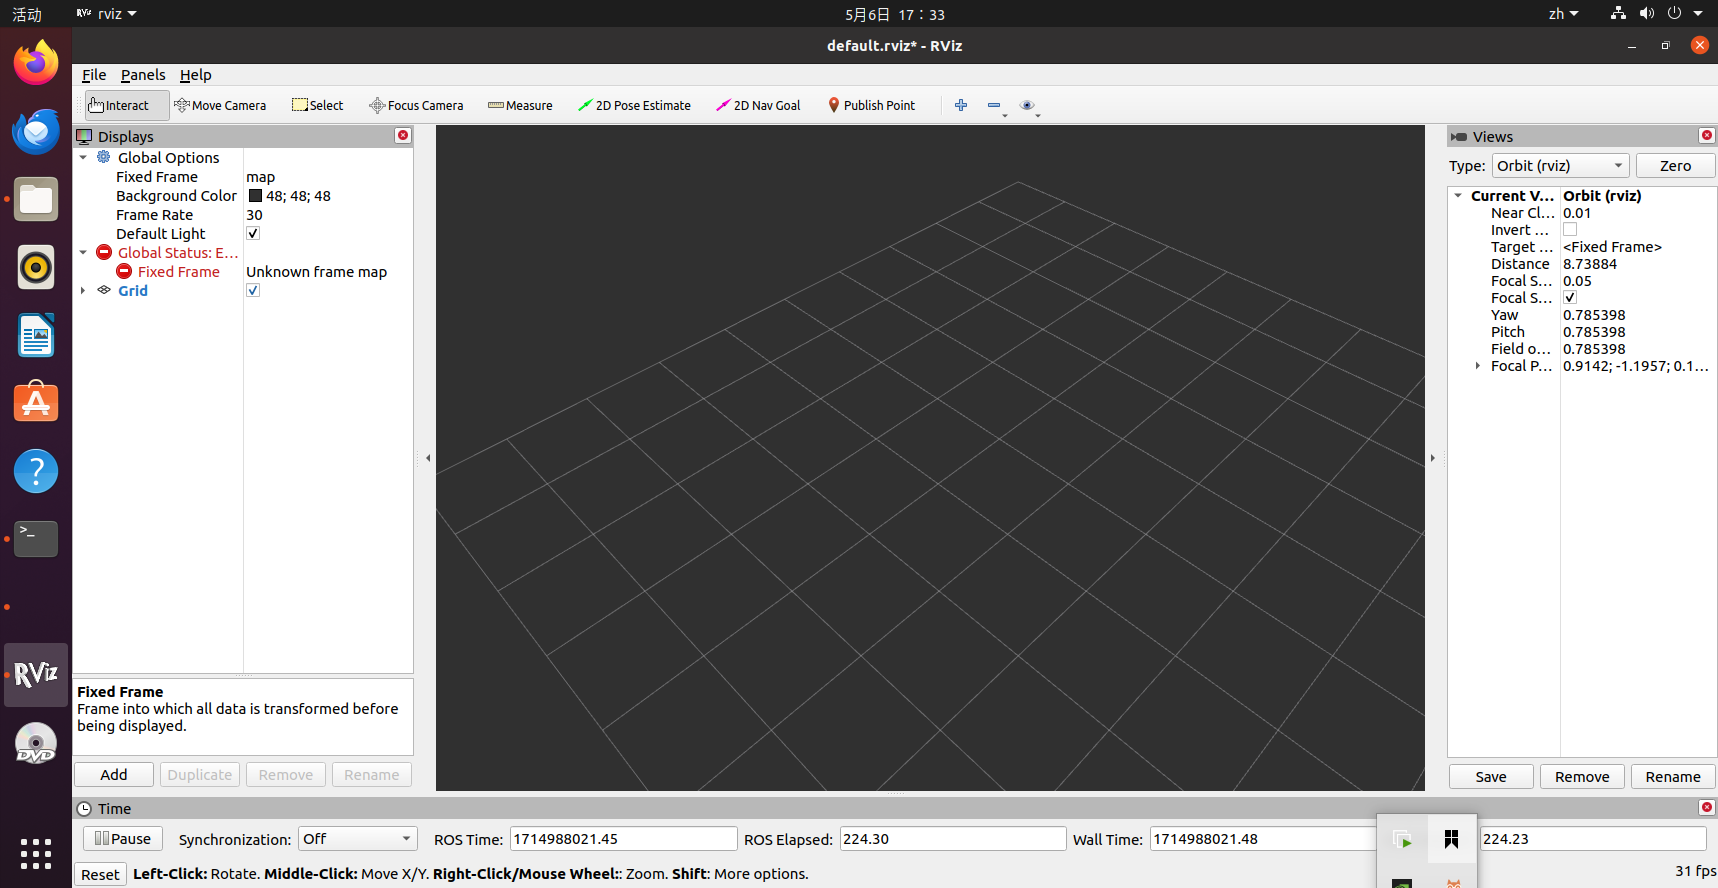 活动
RViz rviz
5月6日 17：33
zh
default.rviz* - RViz
File Panels Help
Interact Move Camera Select Focus Camera Measure 2D Pose Estimate 2D Nav Goal Publish Point
Displays
Global Options
Fixed Frame map
Background Color 48; 48; 48
Frame Rate 30
Default Light
Global Status: E...
Fixed Frame Unknown frame map
Grid
Fixed Frame
Frame into which all data is transformed before
being displayed.
Add Duplicate Remove Rename
Views
Type: Orbit (rviz) Zero
Current V... Orbit (rviz)
Near Cl... 0.01
Invert ...
Target ... <Fixed Frame>
Distance 8.73884
Focal S... 0.05
Focal S...
Yaw 0.785398
Pitch 0.785398
Field o... 0.785398
Focal P... 0.9142; -1.1957; 0.1...
Save Remove Rename
>_
RViz
DVD
Time
Pause Synchronization: Off ROS Time: 1714988021.45 ROS Elapsed: 224.30 Wall Time: 1714988021.48 224.23
Reset Left-Click: Rotate. Middle-Click: Move X/Y. Right-Click/Mouse Wheel:: Zoom. Shift: More options.
31 fps